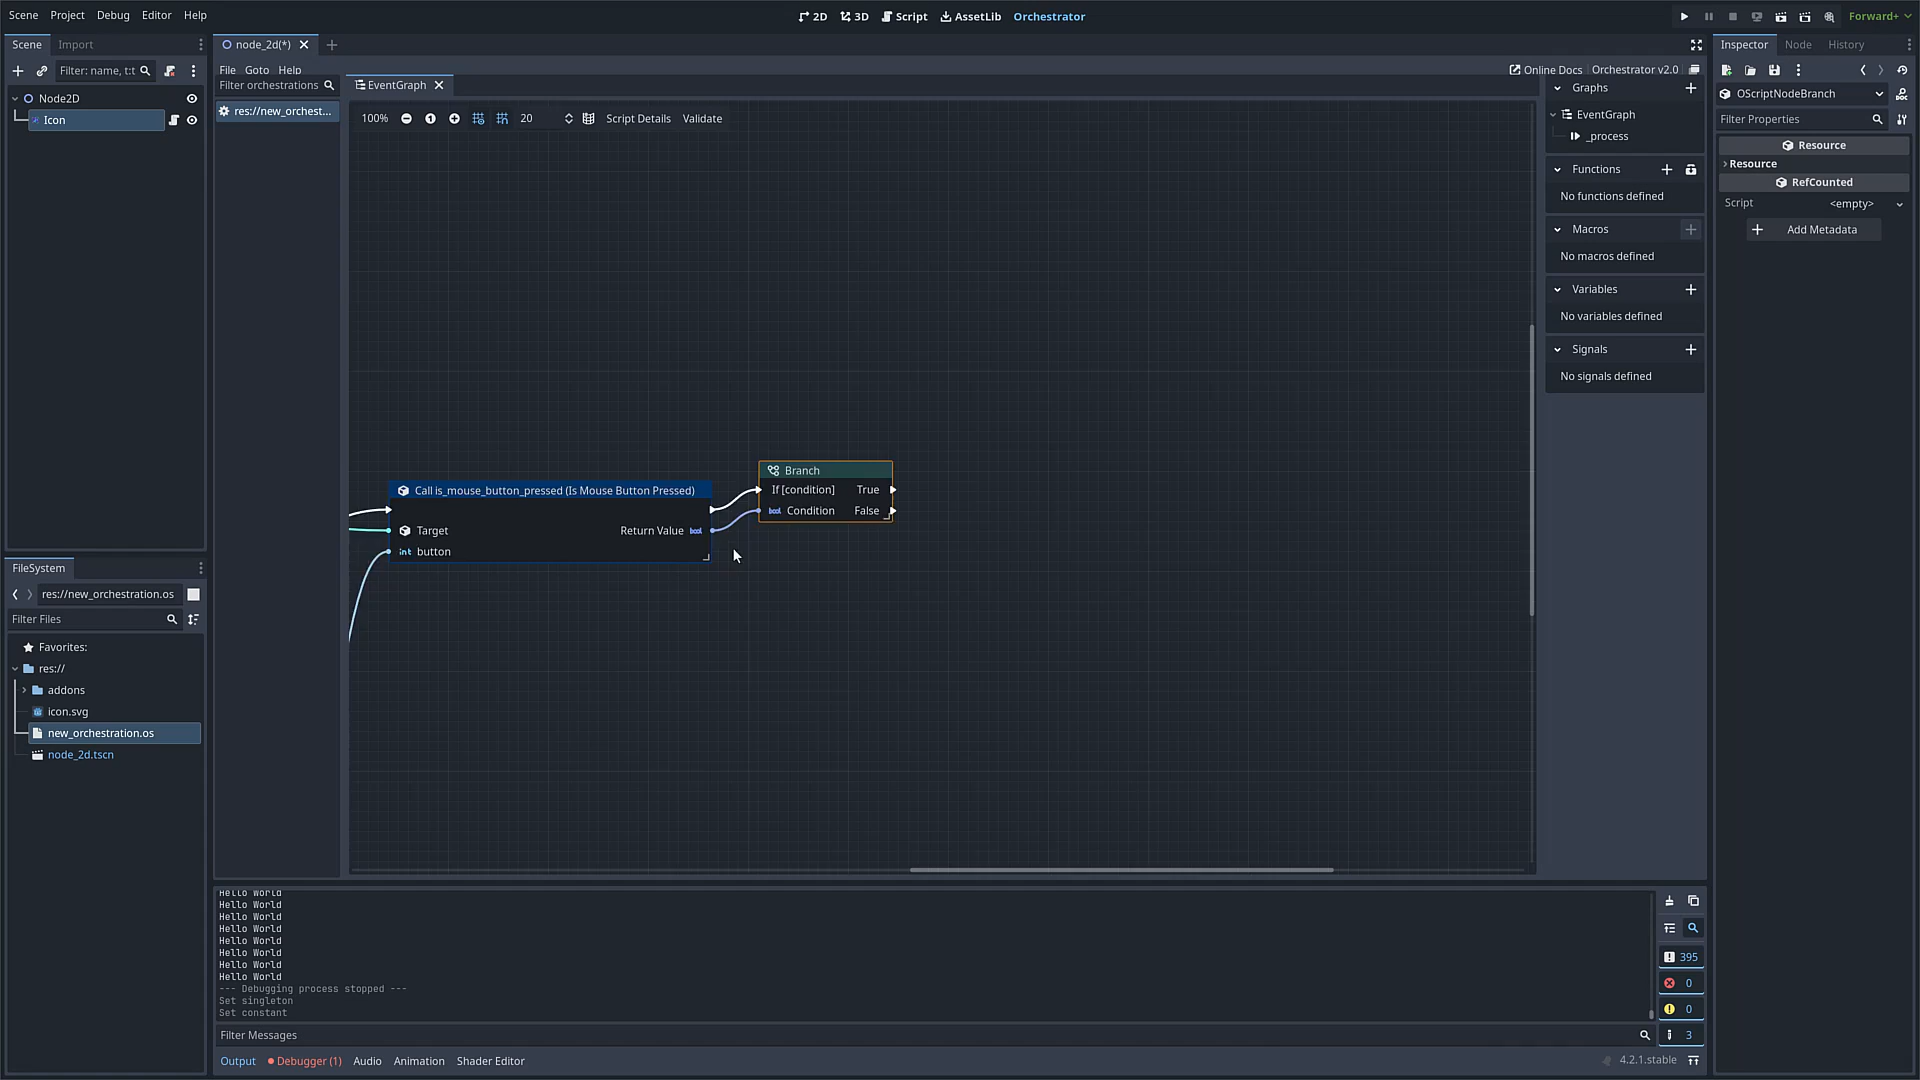 Scene Project Debug Editor Help
2D 3D Script AssetLib Orchestrator
Forward+
Scene Import
Filter: name, t:t
Node2D
Icon
node_2d(*)
File Goto Help
Filter orchestrations
res://new_orchest...
EventGraph
Online Docs Orchestrator v2.0
100% 1 20 Script Details Validate
Call is_mouse_button_pressed (Is Mouse Button Pressed)
Target Return Value
int button
Branch
If [condition] True
Condition False
Graphs
EventGraph
_process
Functions
No functions defined
Macros
No macros defined
Variables
No variables defined
Signals
No signals defined
Inspector Node History
OScriptNodeBranch
Filter Properties
Resource
Resource
RefCounted
Script <empty>
Add Metadata
FileSystem
res://new_orchestration.os
Filter Files
Favorites:
res://
addons
icon.svg
new_orchestration.os
node_2d.tscn
Hello World
Hello World
Hello World
Hello World
Hello World
Hello World
Hello World
Hello World
--- Debugging process stopped ---
Set singleton
Set constant
395
0
0
3
Filter Messages
Output Debugger (1) Audio Animation Shader Editor
4.2.1.stable